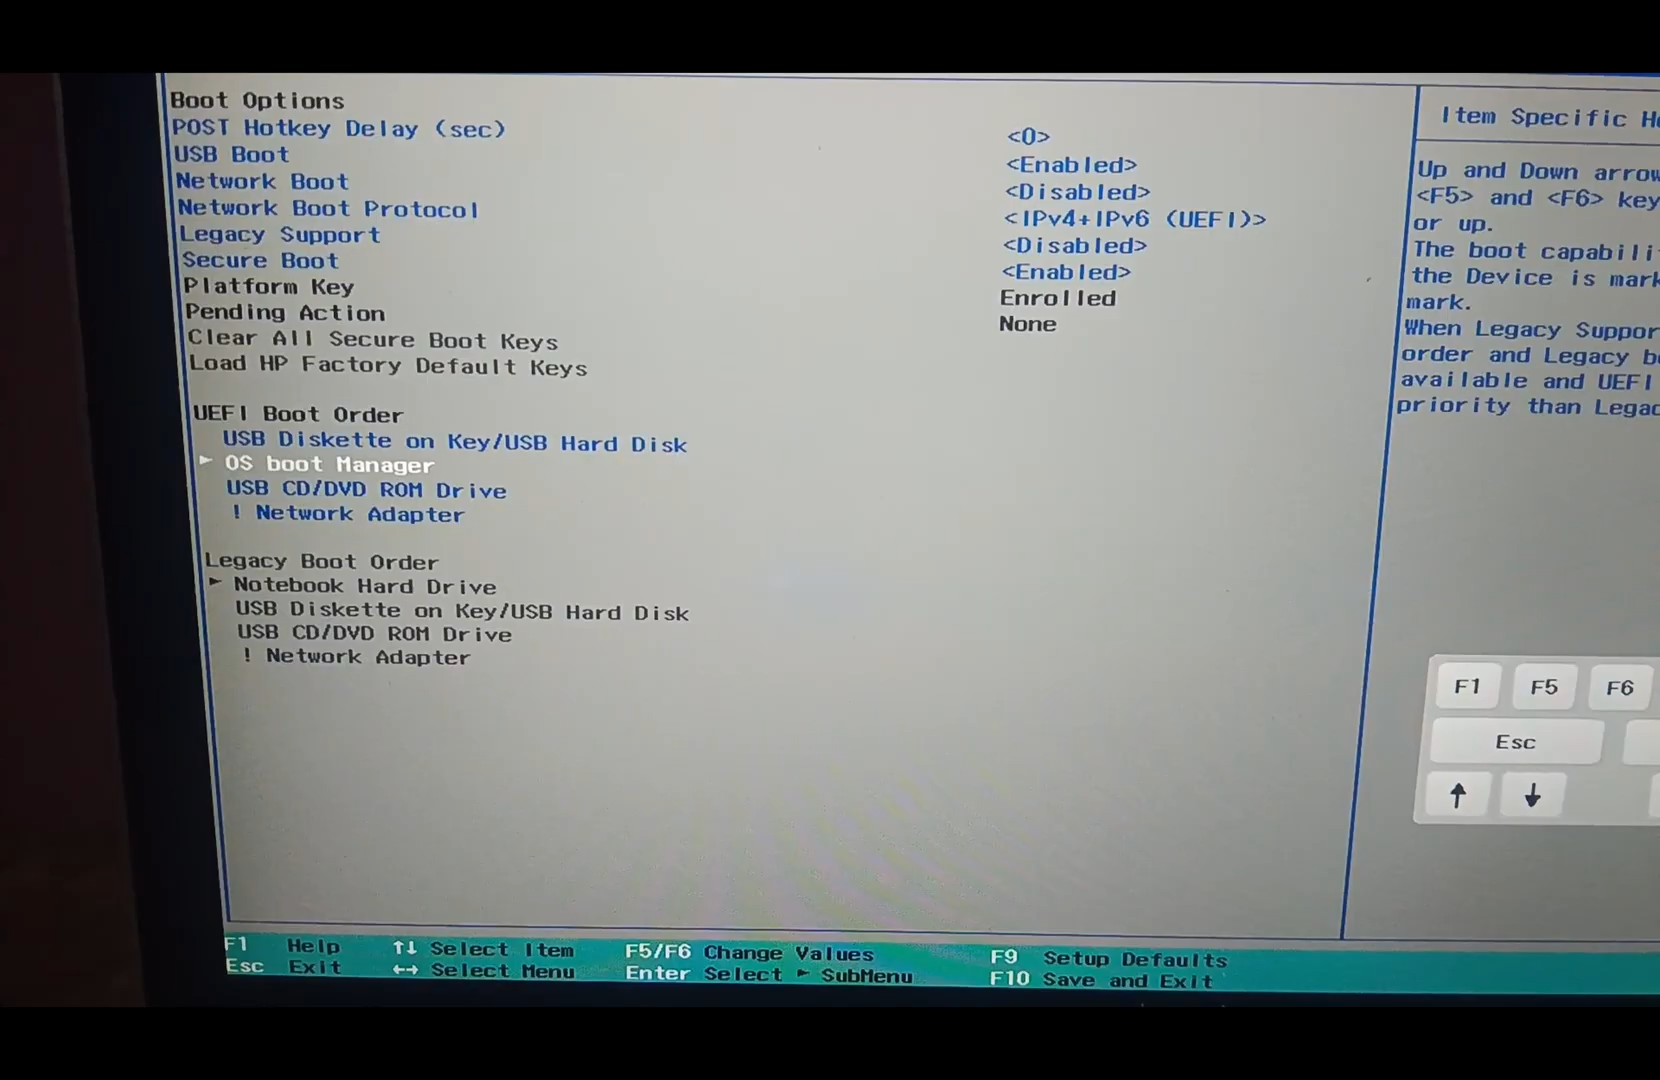 Boot Options
POST Hotkey Delay (sec) <0>
USB Boot <Enabled>
Network Boot <Disabled>
Network Boot Protocol <IPv4+IPv6 (UEFI)>
Legacy Support <Disabled>
Secure Boot <Enabled>
Platform Key Enrolled
Pending Action None
Clear All Secure Boot Keys
Load HP Factory Default Keys
UEFI Boot Order
USB Diskette on Key/USB Hard Disk
► OS boot Manager
USB CD/DVD ROM Drive
! Network Adapter
Legacy Boot Order
► Notebook Hard Drive
USB Diskette on Key/USB Hard Disk
USB CD/DVD ROM Drive
! Network Adapter
Item Specific
Up and Down arrow
<F5> and <F6> key
or up.
The boot
the Device is
mark.
When Legacy
order and Legacy
available and UEFI
priority than
F1 F5 F6
Esc
↑ ↓
F1 Help ↑↓ Select Item F5/F6 Change Values F9 Setup Defaults
Esc Exit ↔ Select Menu Enter Select ► SubMenu F10 Save and Exit